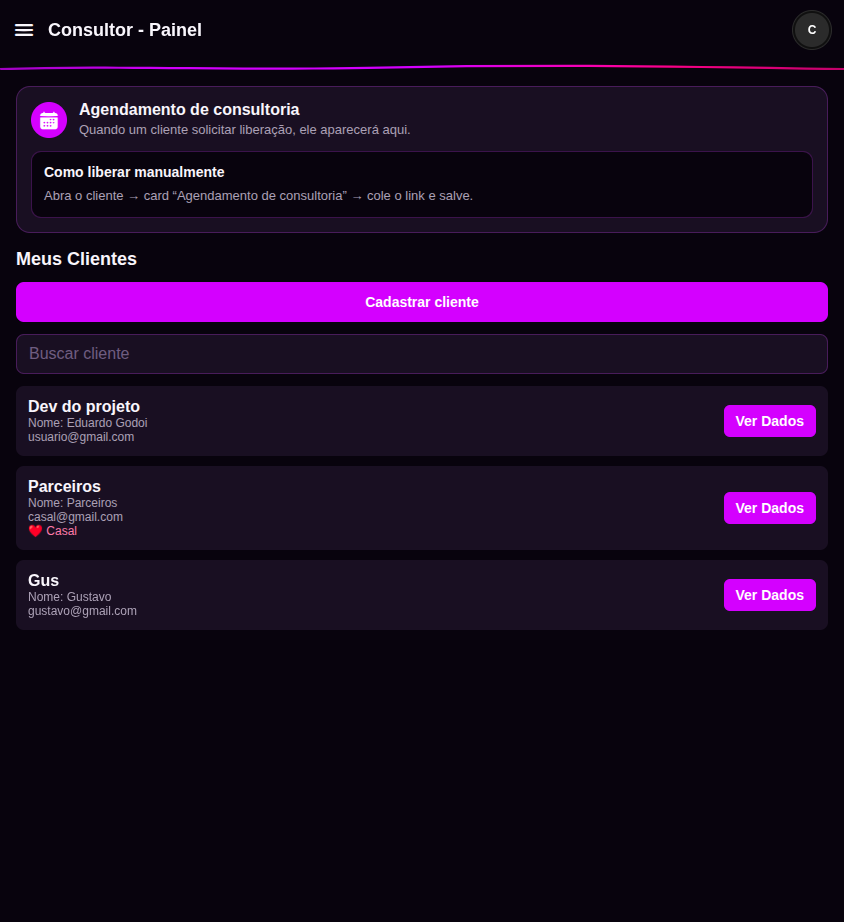 Consultor - Painel
C
Agendamento de consultoria
Quando um cliente solicitar liberação, ele aparecerá aqui.
Como liberar manualmente
Abra o cliente → card “Agendamento de consultoria” → cole o link e salve.
Meus Clientes
Cadastrar cliente
Buscar cliente
Dev do projeto
Nome: Eduardo Godoi
usuario@gmail.com
Ver Dados
Parceiros
Nome: Parceiros
casal@gmail.com
❤️ Casal
Ver Dados
Gus
Nome: Gustavo
gustavo@gmail.com
Ver Dados